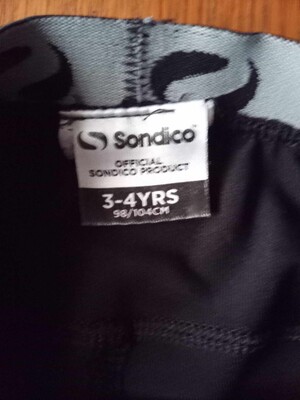 Sondico
OFFICIAL
SONDICO PRODUCT
3-4YRS
98/104CM